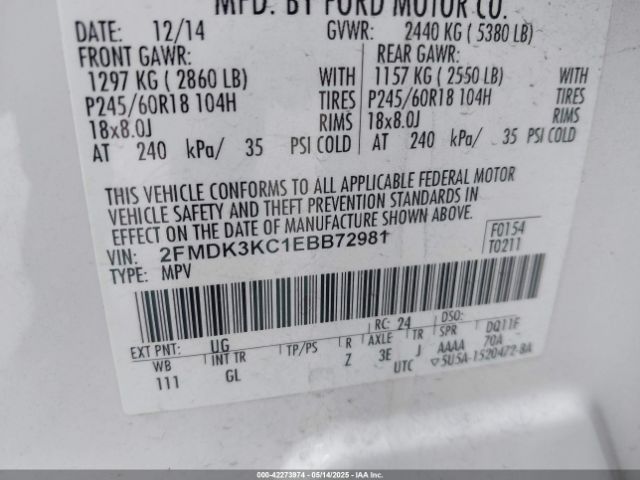 MFD. BY FORD MOTOR CO.
DATE: 12/14 GVWR: 2440 KG ( 5380 LB)
FRONT GAWR: REAR GAWR:
1297 KG ( 2860 LB) WITH 1157 KG ( 2550 LB) WITH
P245/60R18 104H TIRES P245/60R18 104H TIRES
18x8.0J RIMS 18x8.0J RIMS
AT 240 kPa/ 35 PSI COLD AT 240 kPa/ 35 PSI COLD
THIS VEHICLE CONFORMS TO ALL APPLICABLE FEDERAL MOTOR
VEHICLE SAFETY AND THEFT PREVENTION STANDARDS IN
EFFECT ON THE DATE OF MANUFACTURE SHOWN ABOVE.
VIN: 2FMDK3KC1EBB72981 F0154
TYPE: MPV T0211
EXT PNT: UG RC: 24 DSO:
WB INT TR TP/PS R AXLE TR SPR DQ11F
111 GL Z 3E J AAAA 70A
UTC ▽5U5A-1520472-BA
000-42273974 - 05/14/2025 - IAA Inc.